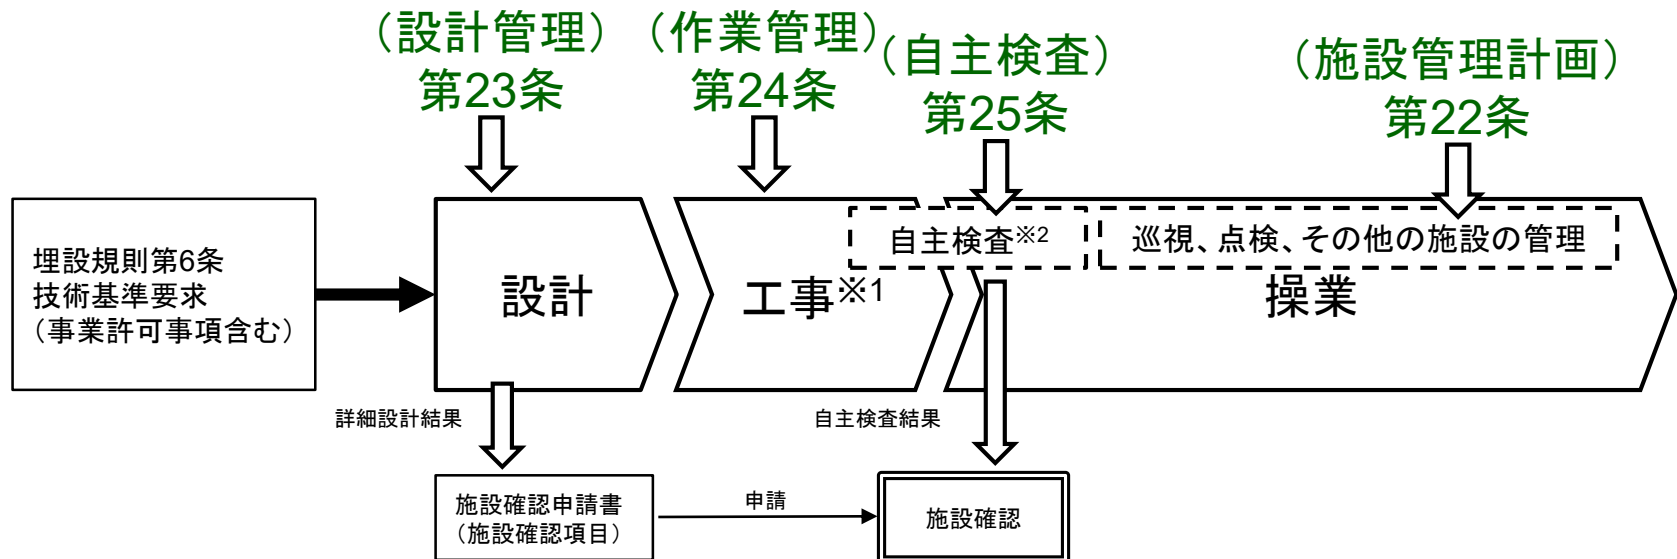 （設計管理）
第23条
（作業管理）
第24条
（自主検査）
第25条
（施設管理計画）
第22条
埋設規則第6条
技術基準要求
（事業許可事項含む）
設計
工事※1
自主検査※2
巡視、点検、その他の施設の管理
操業
詳細設計結果
自主検査結果
施設確認申請書
（施設確認項目）
申請
施設確認